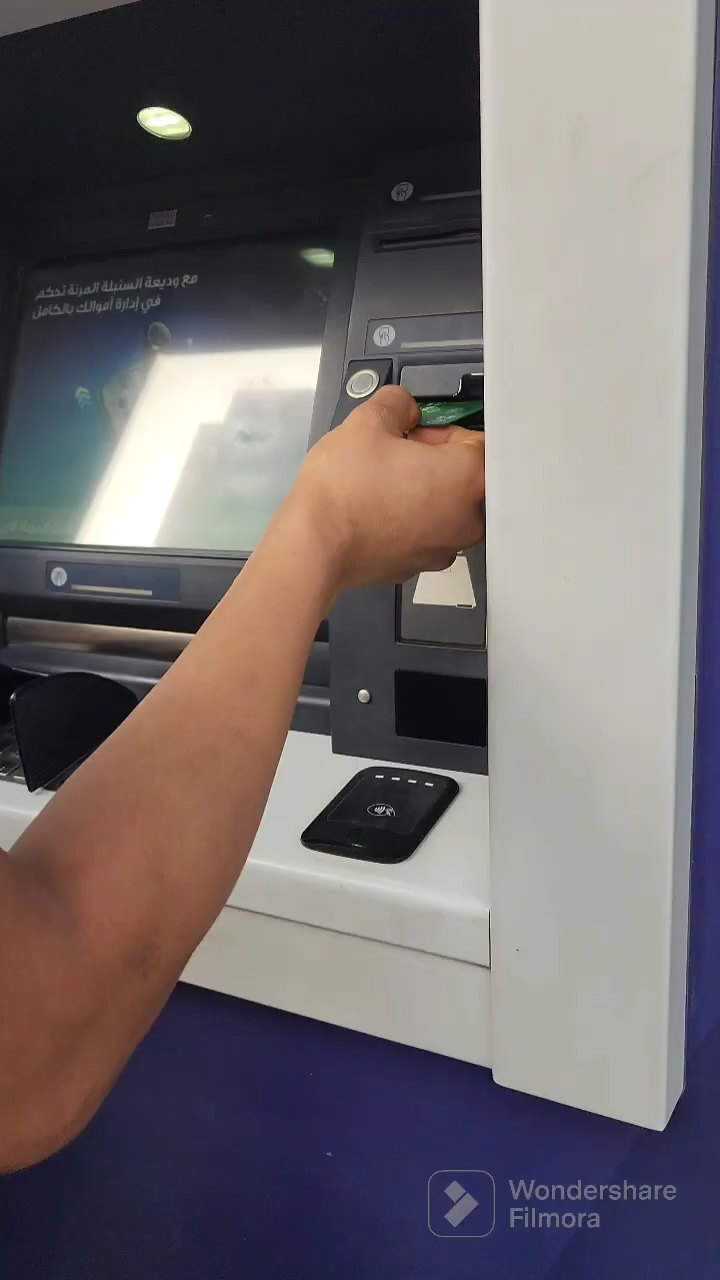 مع وديعة السنبلة المرنة تحكم
في إدارة أموالك بالكامل
Wondershare
Filmora